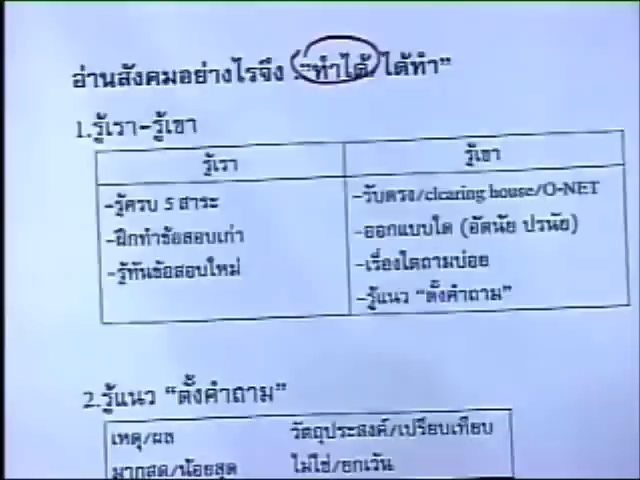 อ่านสังคมอย่างไรจึง :"ทำได้/ได้ทำ"
1.รู้เรา-รู้เขา
รู้เรา รู้เขา
-รู้ครบ 5 สาระ -รับตรง/clearing house/O-NET
-ฝึกทำข้อสอบเก่า -ออกแบบใด (อัตนัย ปรนัย)
-รู้ทันข้อสอบใหม่ -เรื่องใดถามบ่อย
-รู้แนว "ตั้งคำถาม"
2.รู้แนว "ตั้งคำถาม"
เหตุ/ผล วัตถุประสงค์/เปรียบเทียบ
มากสุด/น้อยสุด ไม่ใช่/ยกเว้น